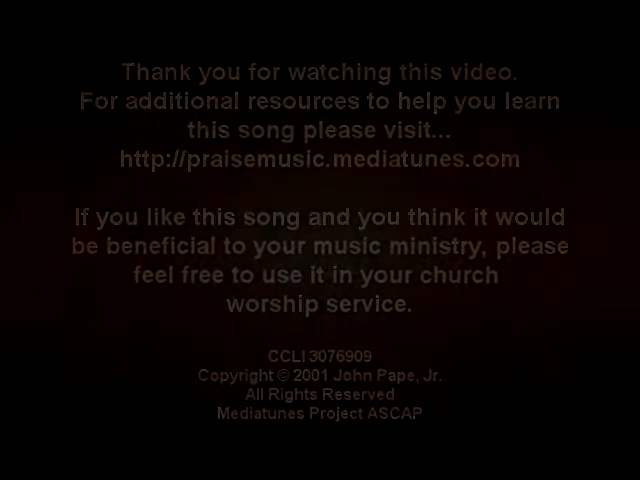 Thank you for watching this video.
For additional resources to help you learn
this song please visit...
http://praisemusic.mediatunes.com
If you like this song and you think it would
be beneficial to your music ministry, please
feel free to use it in your church
worship service.
CCLI 3076909
Copyright © 2001 John Pape, Jr.
All Rights Reserved
Mediatunes Project ASCAP